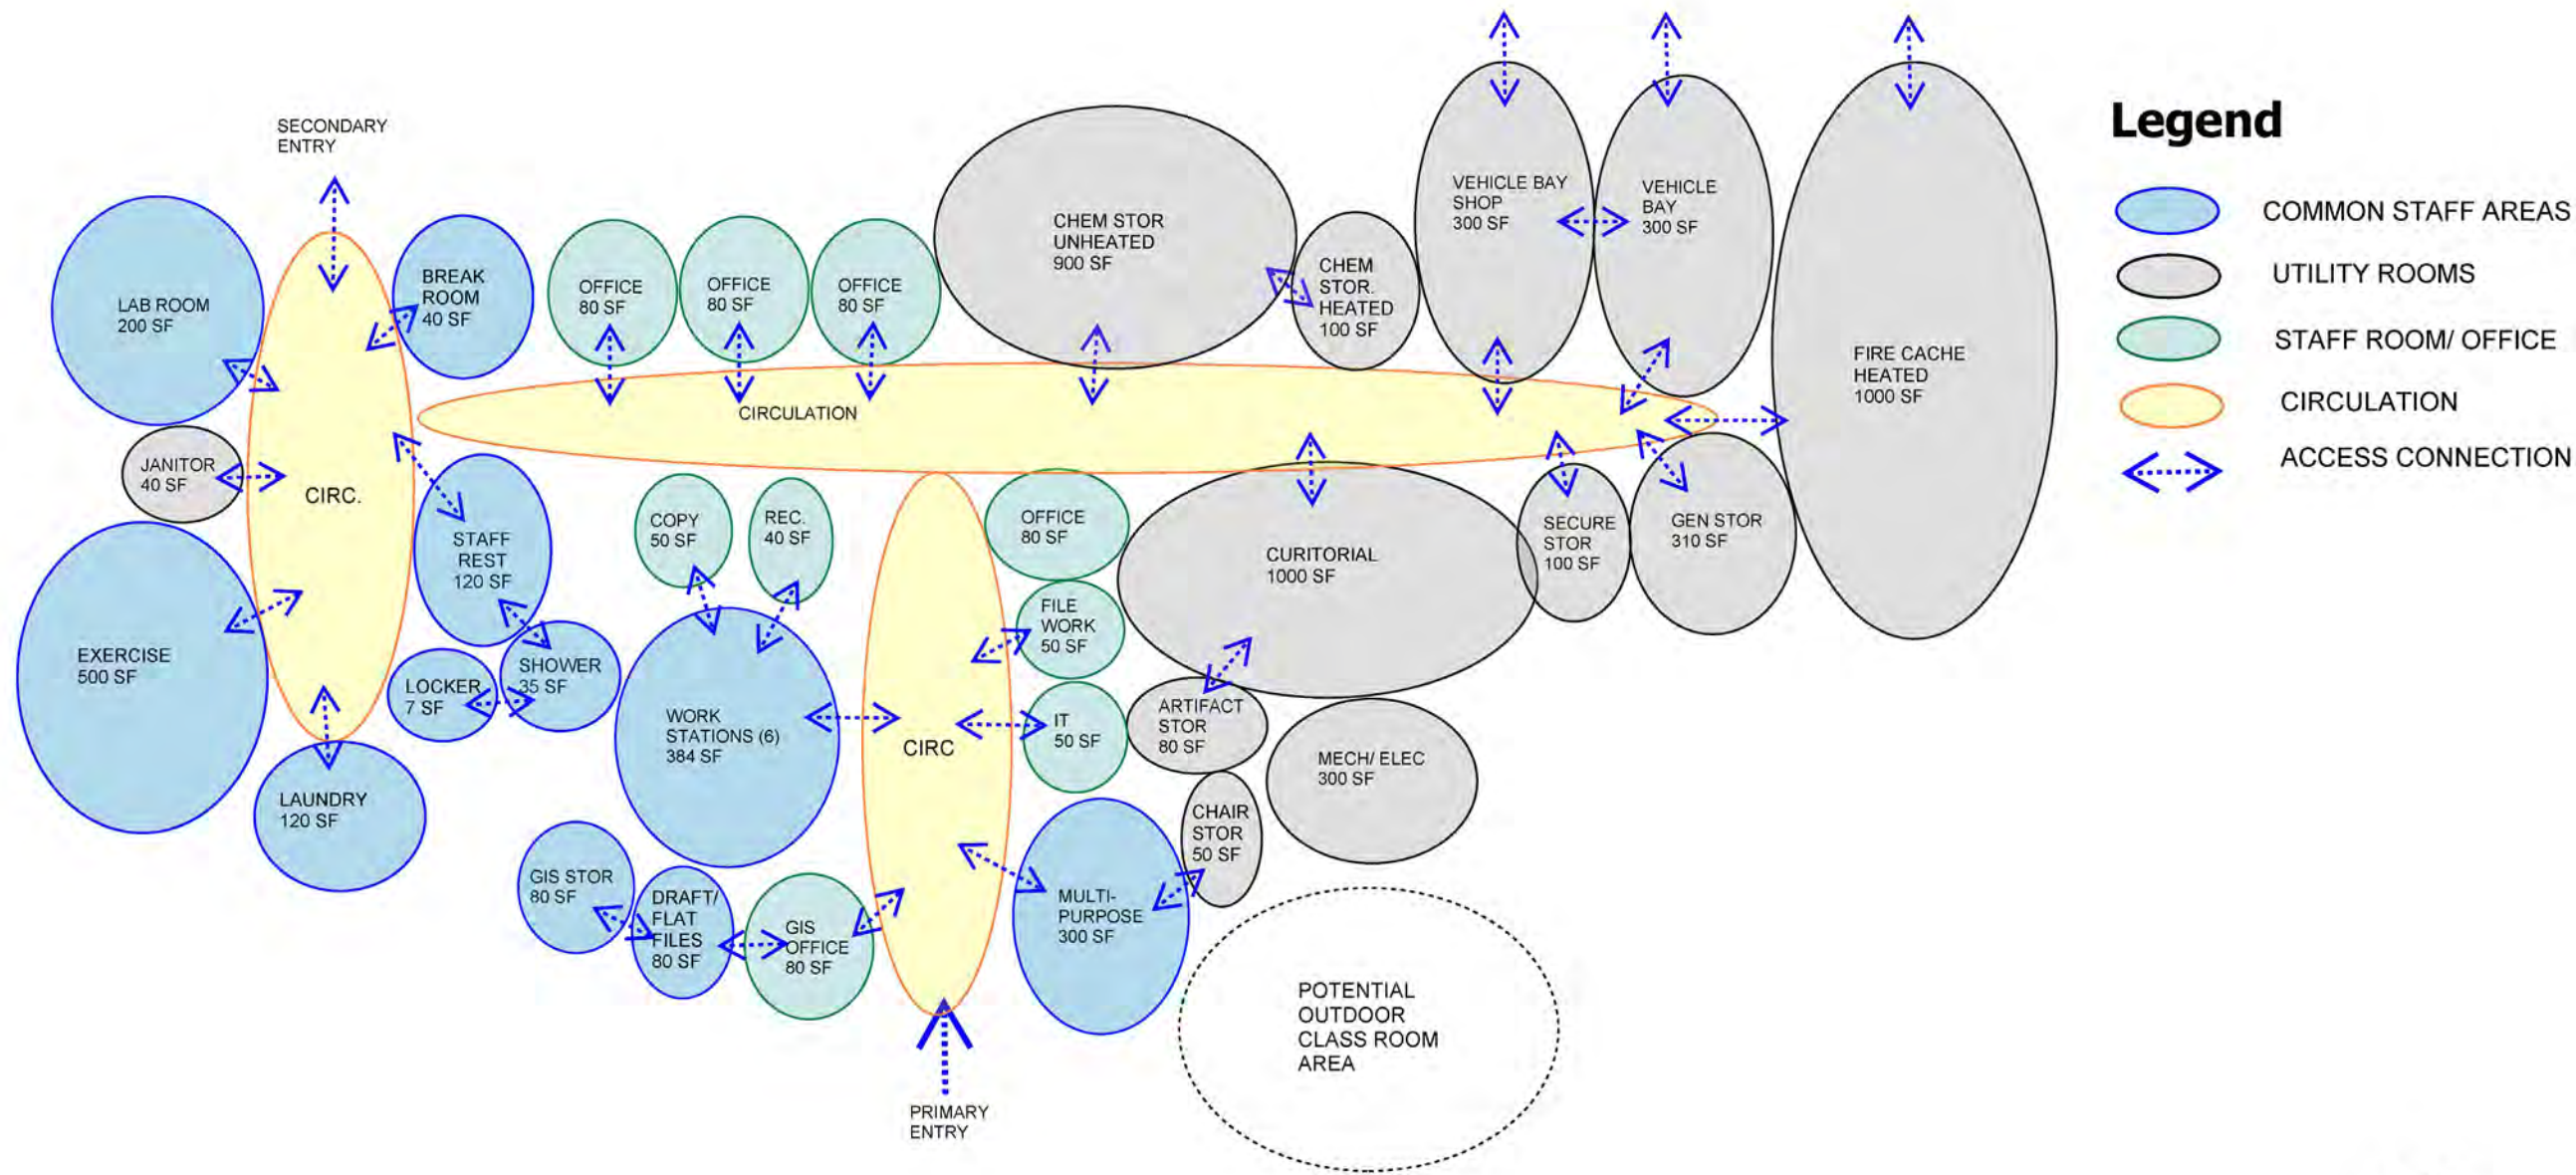 SECONDARY
ENTRY
LAB ROOM
200 SF
BREAK
ROOM
40 SF
OFFICE
80 SF
OFFICE
80 SF
OFFICE
80 SF
CHEM STOR
UNHEATED
900 SF
CHEM
STOR.
HEATED
100 SF
VEHICLE BAY
SHOP
300 SF
VEHICLE
BAY
300 SF
FIRE CACHE
HEATED
1000 SF
CIRCULATION
JANITOR
40 SF
CIRC.
STAFF
REST
120 SF
COPY
50 SF
REC.
40 SF
OFFICE
80 SF
CURITORIAL
1000 SF
SECURE
STOR
100 SF
GEN STOR
310 SF
EXERCISE
500 SF
LOCKER
7 SF
SHOWER
35 SF
FILE
WORK
50 SF
WORK
STATIONS (6)
384 SF
CIRC
IT
50 SF
ARTIFACT
STOR
80 SF
MECH/ ELEC
300 SF
LAUNDRY
120 SF
CHAIR
STOR
50 SF
GIS STOR
80 SF
DRAFT/
FLAT
FILES
80 SF
GIS
OFFICE
80 SF
MULTI-
PURPOSE
300 SF
POTENTIAL
OUTDOOR
CLASS ROOM
AREA
PRIMARY
ENTRY
Legend
COMMON STAFF AREAS
UTILITY ROOMS
STAFF ROOM/ OFFICE
CIRCULATION
ACCESS CONNECTION